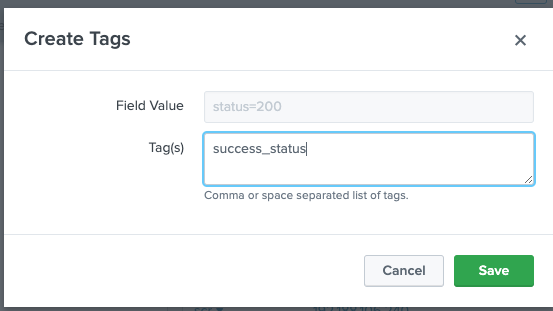 Create Tags
Field Value
status=200
Tag(s)
success_status
Comma or space separated list of tags.
Cancel
Save